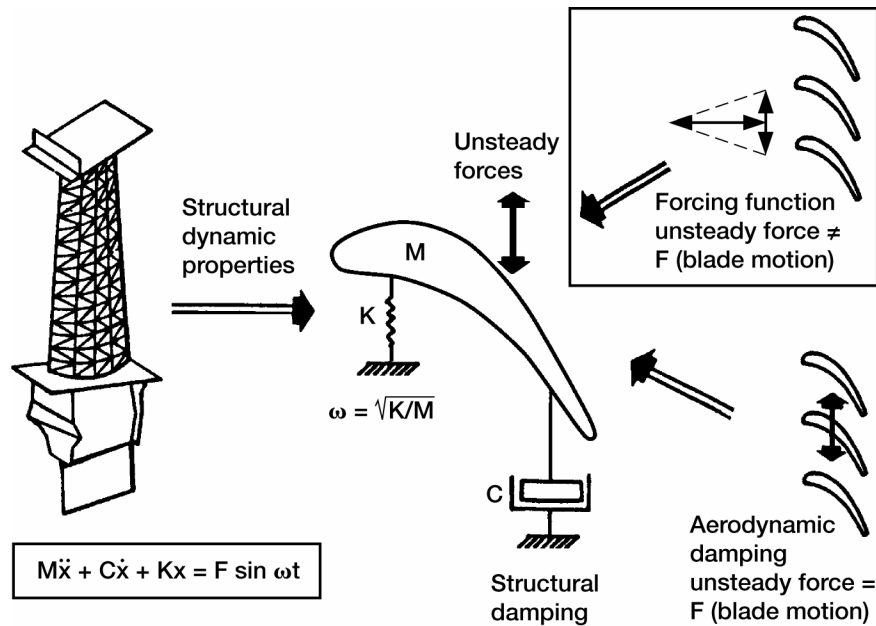 Structural
dynamic
properties
Unsteady
forces
M
K
ω = √K/M
C
Structural
damping
Forcing function
unsteady force ≠
F (blade motion)
Aerodynamic
damping
unsteady force =
F (blade motion)
Mẍ + Cẋ + Kx = F sin ωt